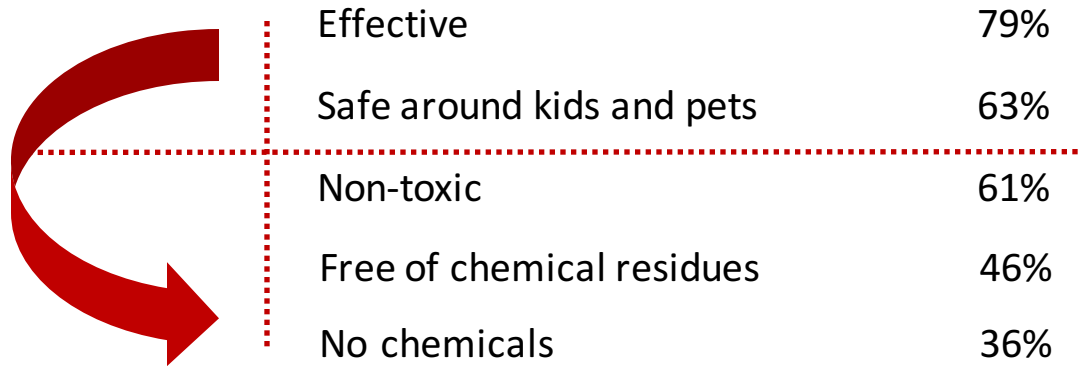 Effective 79%
Safe around kids and pets 63%
Non-toxic 61%
Free of chemical residues 46%
No chemicals 36%